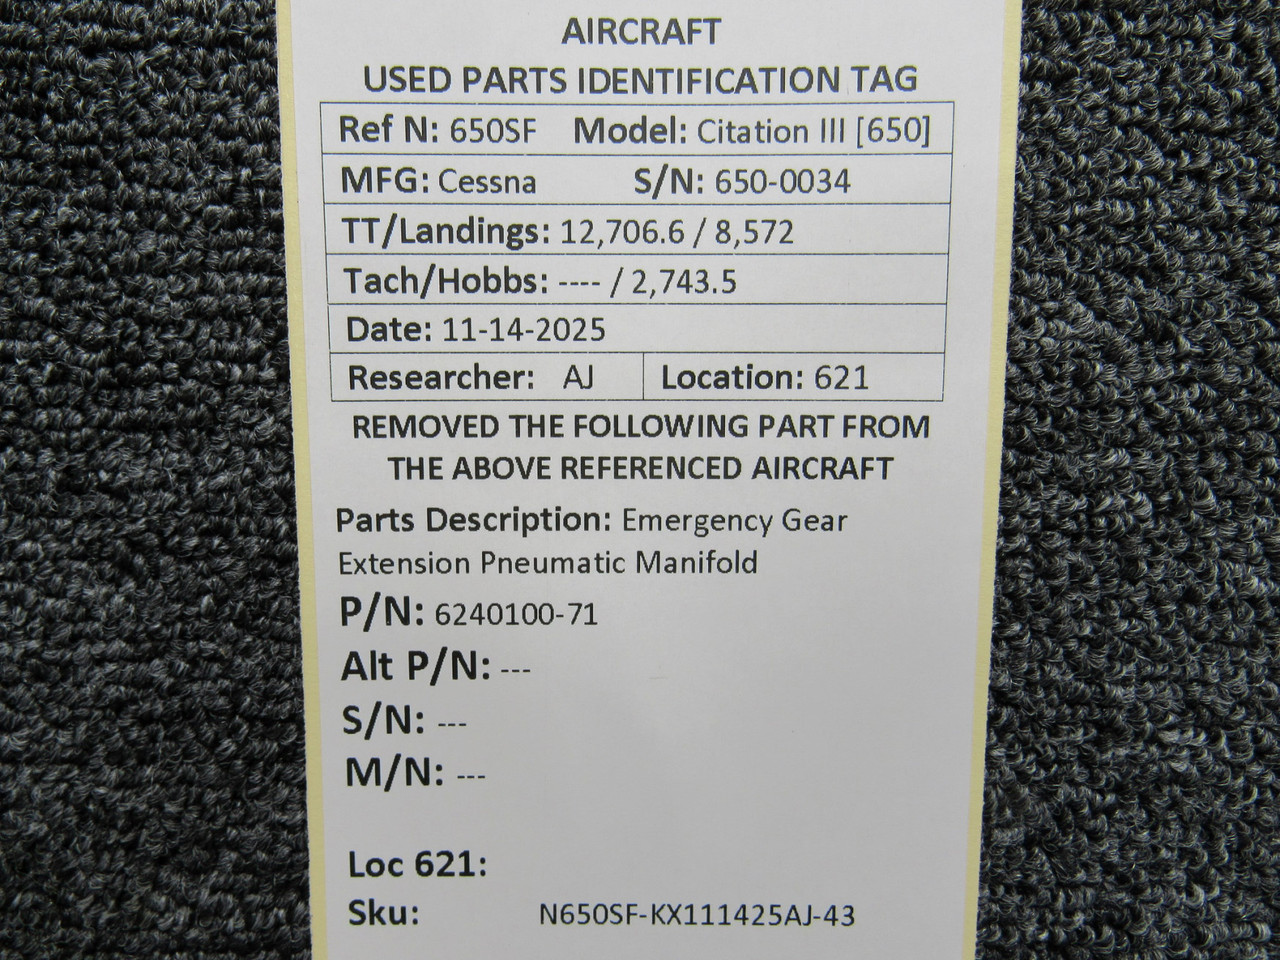 AIRCRAFT
USED PARTS IDENTIFICATION TAG
Ref N: 650SF Model: Citation III [650]
MFG: Cessna S/N: 650-0034
TT/Landings: 12,706.6 / 8,572
Tach/Hobbs: ---- / 2,743.5
Date: 11-14-2025
Researcher: AJ Location: 621
REMOVED THE FOLLOWING PART FROM
THE ABOVE REFERENCED AIRCRAFT
Parts Description: Emergency Gear
Extension Pneumatic Manifold
P/N: 6240100-71
Alt P/N: ---
S/N: ---
M/N: ---
Loc 621:
Sku: N650SF-KX111425AJ-43